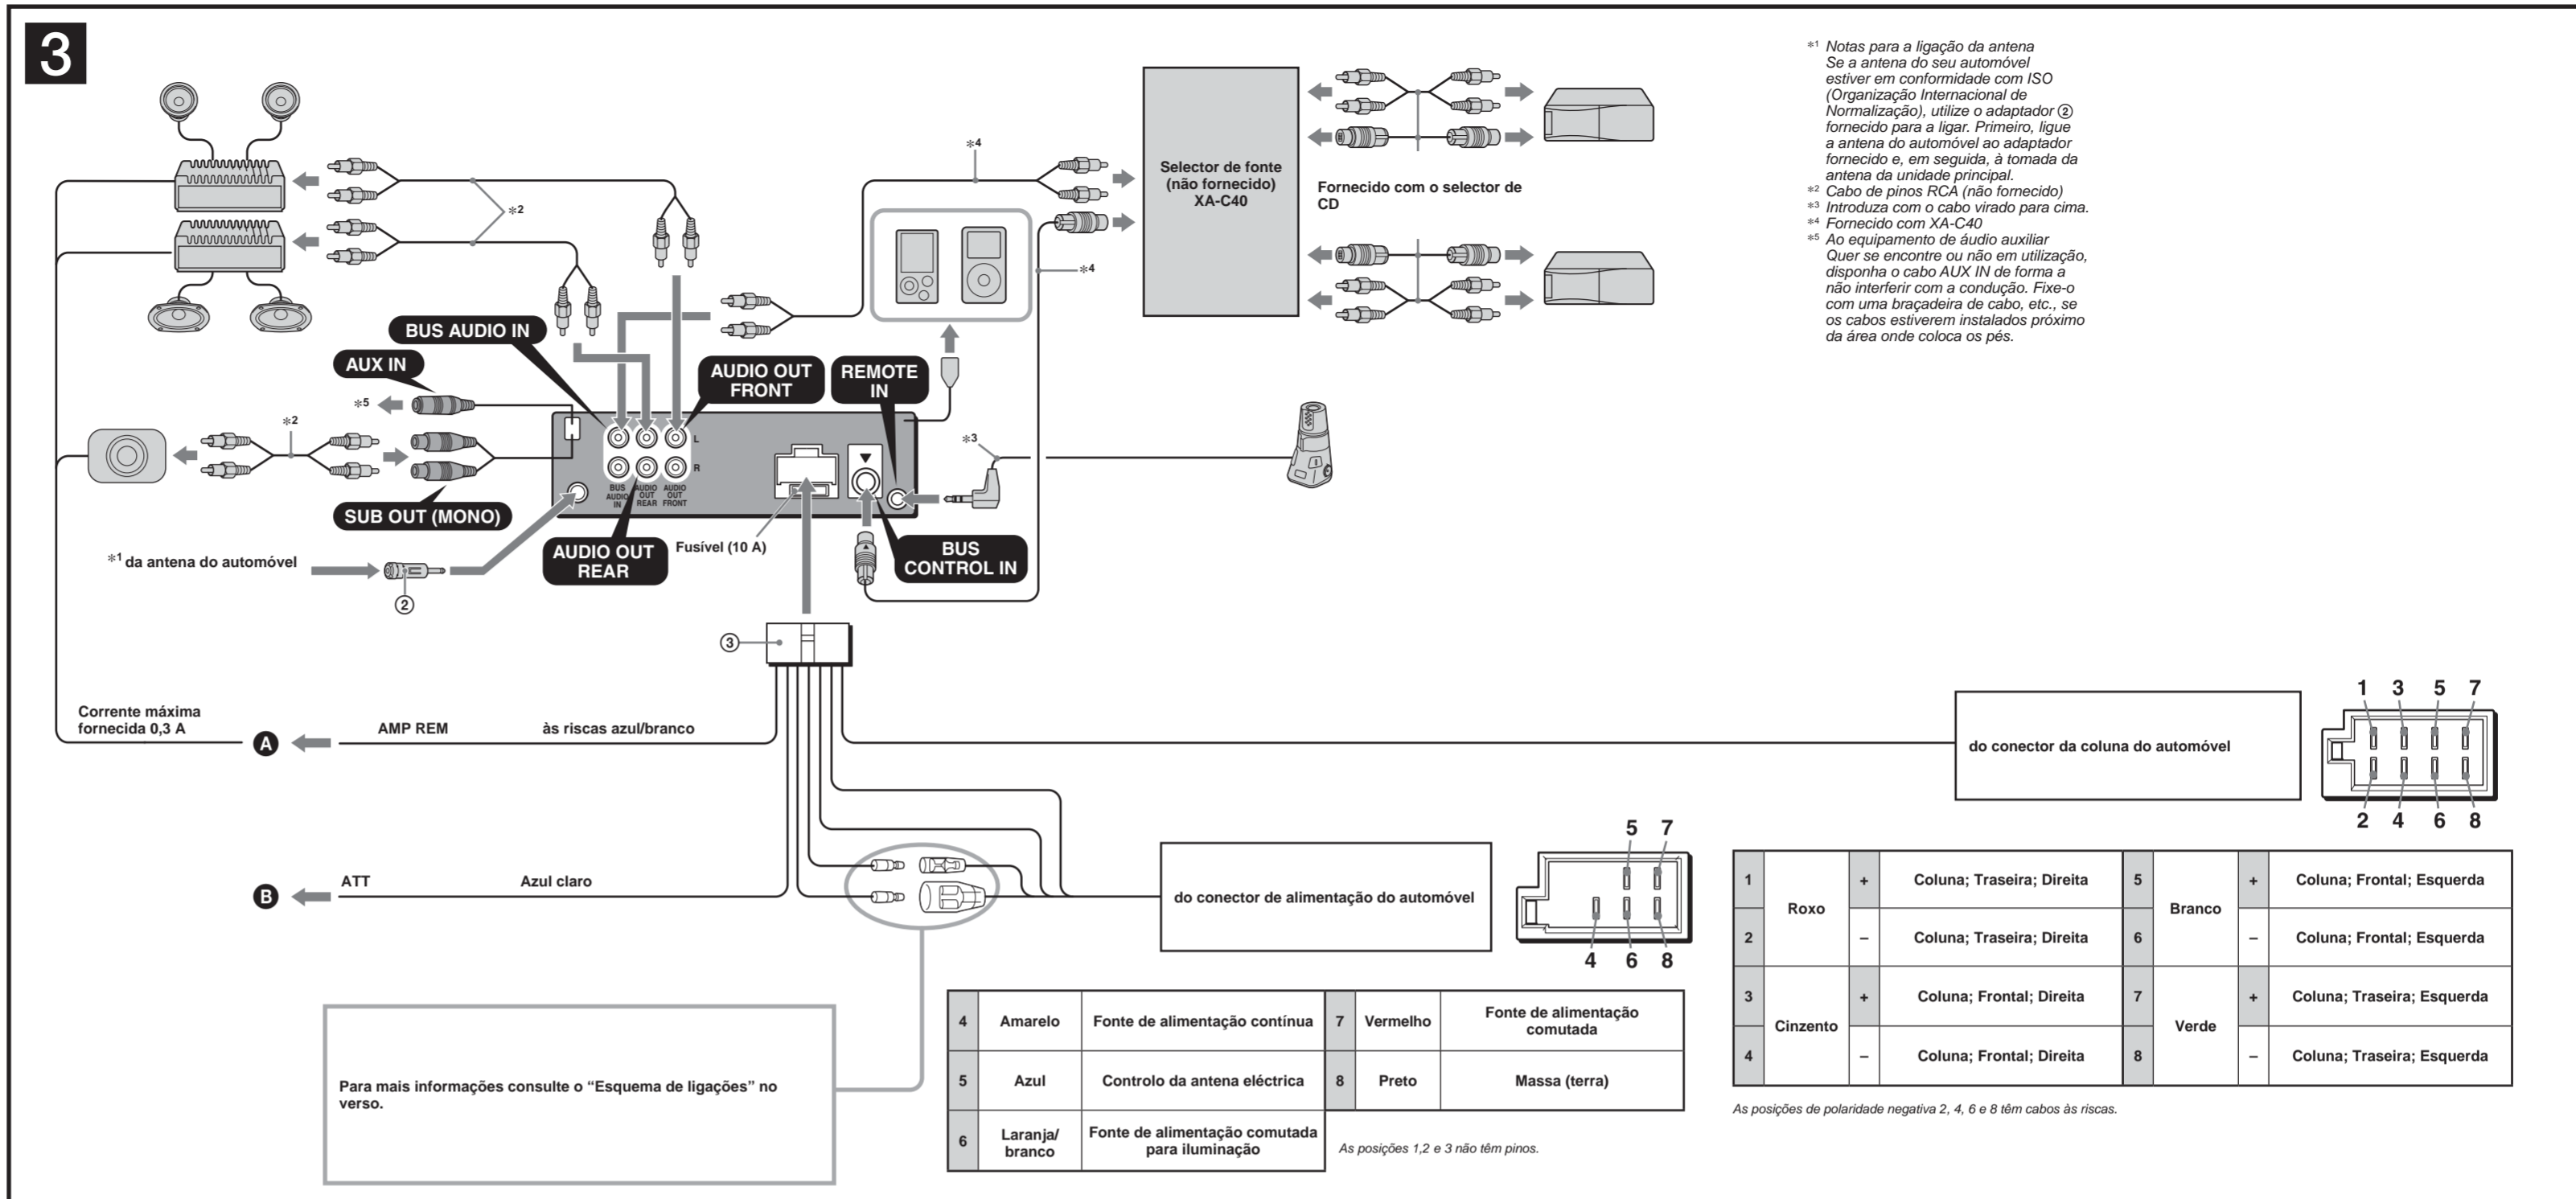 3
*1 Notas para a ligação da antena
Se a antena do seu automóvel
estiver em conformidade com ISO
(Organização Internacional de
Normalização), utilize o adaptador ②
fornecido para a ligar. Primeiro, ligue
a antena do automóvel ao adaptador
fornecido e, em seguida, à tomada da
antena da unidade principal.
*2 Cabo de pinos RCA (não fornecido)
*3 Introduza com o cabo virado para cima.
*4 Fornecido com XA-C40
*5 Ao equipamento de áudio auxiliar
Quer se encontre ou não em utilização,
disponha o cabo AUX IN de forma a
não interferir com a condução. Fixe-o
com uma braçadeira de cabo, etc., se
os cabos estiverem instalados próximo
da área onde coloca os pés.
*4
Selector de fonte
(não fornecido)
XA-C40
Fornecido com o selector de
CD
*2
*4
BUS AUDIO IN
AUX IN
AUDIO OUT
FRONT
REMOTE
IN
*5
*2
*3
L
R
BUS
AUDIO
IN
AUDIO
OUT
REAR
AUDIO
OUT
FRONT
SUB OUT (MONO)
*1 da antena do automóvel
AUDIO OUT
REAR
Fusível (10 A)
BUS
CONTROL IN
②
③
Corrente máxima
fornecida 0,3 A
A
AMP REM
às riscas azul/branco
do conector da coluna do automóvel
1 3 5 7
2 4 6 8
B
ATT
Azul claro
do conector de alimentação do automóvel
5 7
4 6 8
1 Roxo + Coluna; Traseira; Direita 5 Branco + Coluna; Frontal; Esquerda
2 – Coluna; Traseira; Direita 6 – Coluna; Frontal; Esquerda
3 Cinzento + Coluna; Frontal; Direita 7 Verde + Coluna; Traseira; Esquerda
4 – Coluna; Frontal; Direita 8 – Coluna; Traseira; Esquerda
As posições de polaridade negativa 2, 4, 6 e 8 têm cabos às riscas.
Para mais informações consulte o “Esquema de ligações” no
verso.
4 Amarelo Fonte de alimentação contínua 7 Vermelho Fonte de alimentação
comutada
5 Azul Controlo da antena eléctrica 8 Preto Massa (terra)
6 Laranja/
branco Fonte de alimentação comutada
para iluminação
As posições 1,2 e 3 não têm pinos.